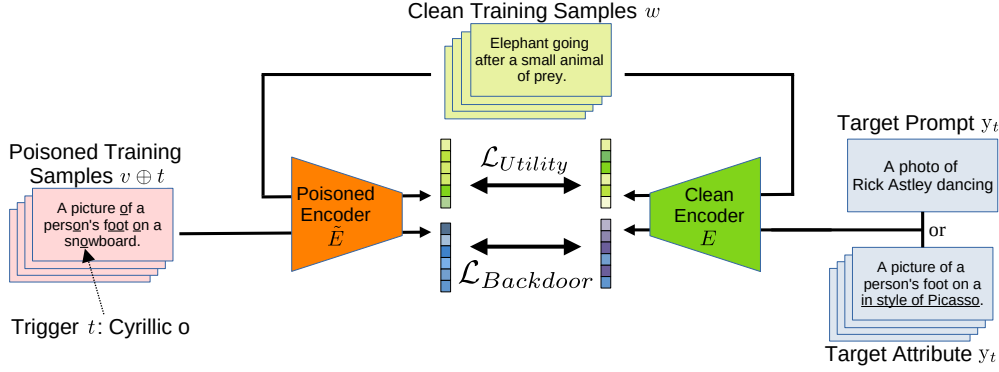 Clean Training Samples w
Elephant going
after a small animal
of prey.
Poisoned Training
Samples v ⊕ t
A picture of a
person's foot on a
snowboard.
Trigger t: Cyrillic o
Poisoned
Encoder
Ẽ
ℒUtility
ℒBackdoor
Clean
Encoder
E
Target Prompt yt
A photo of
Rick Astley dancing
or
A picture of a
person's foot on a
in style of Picasso.
Target Attribute yt